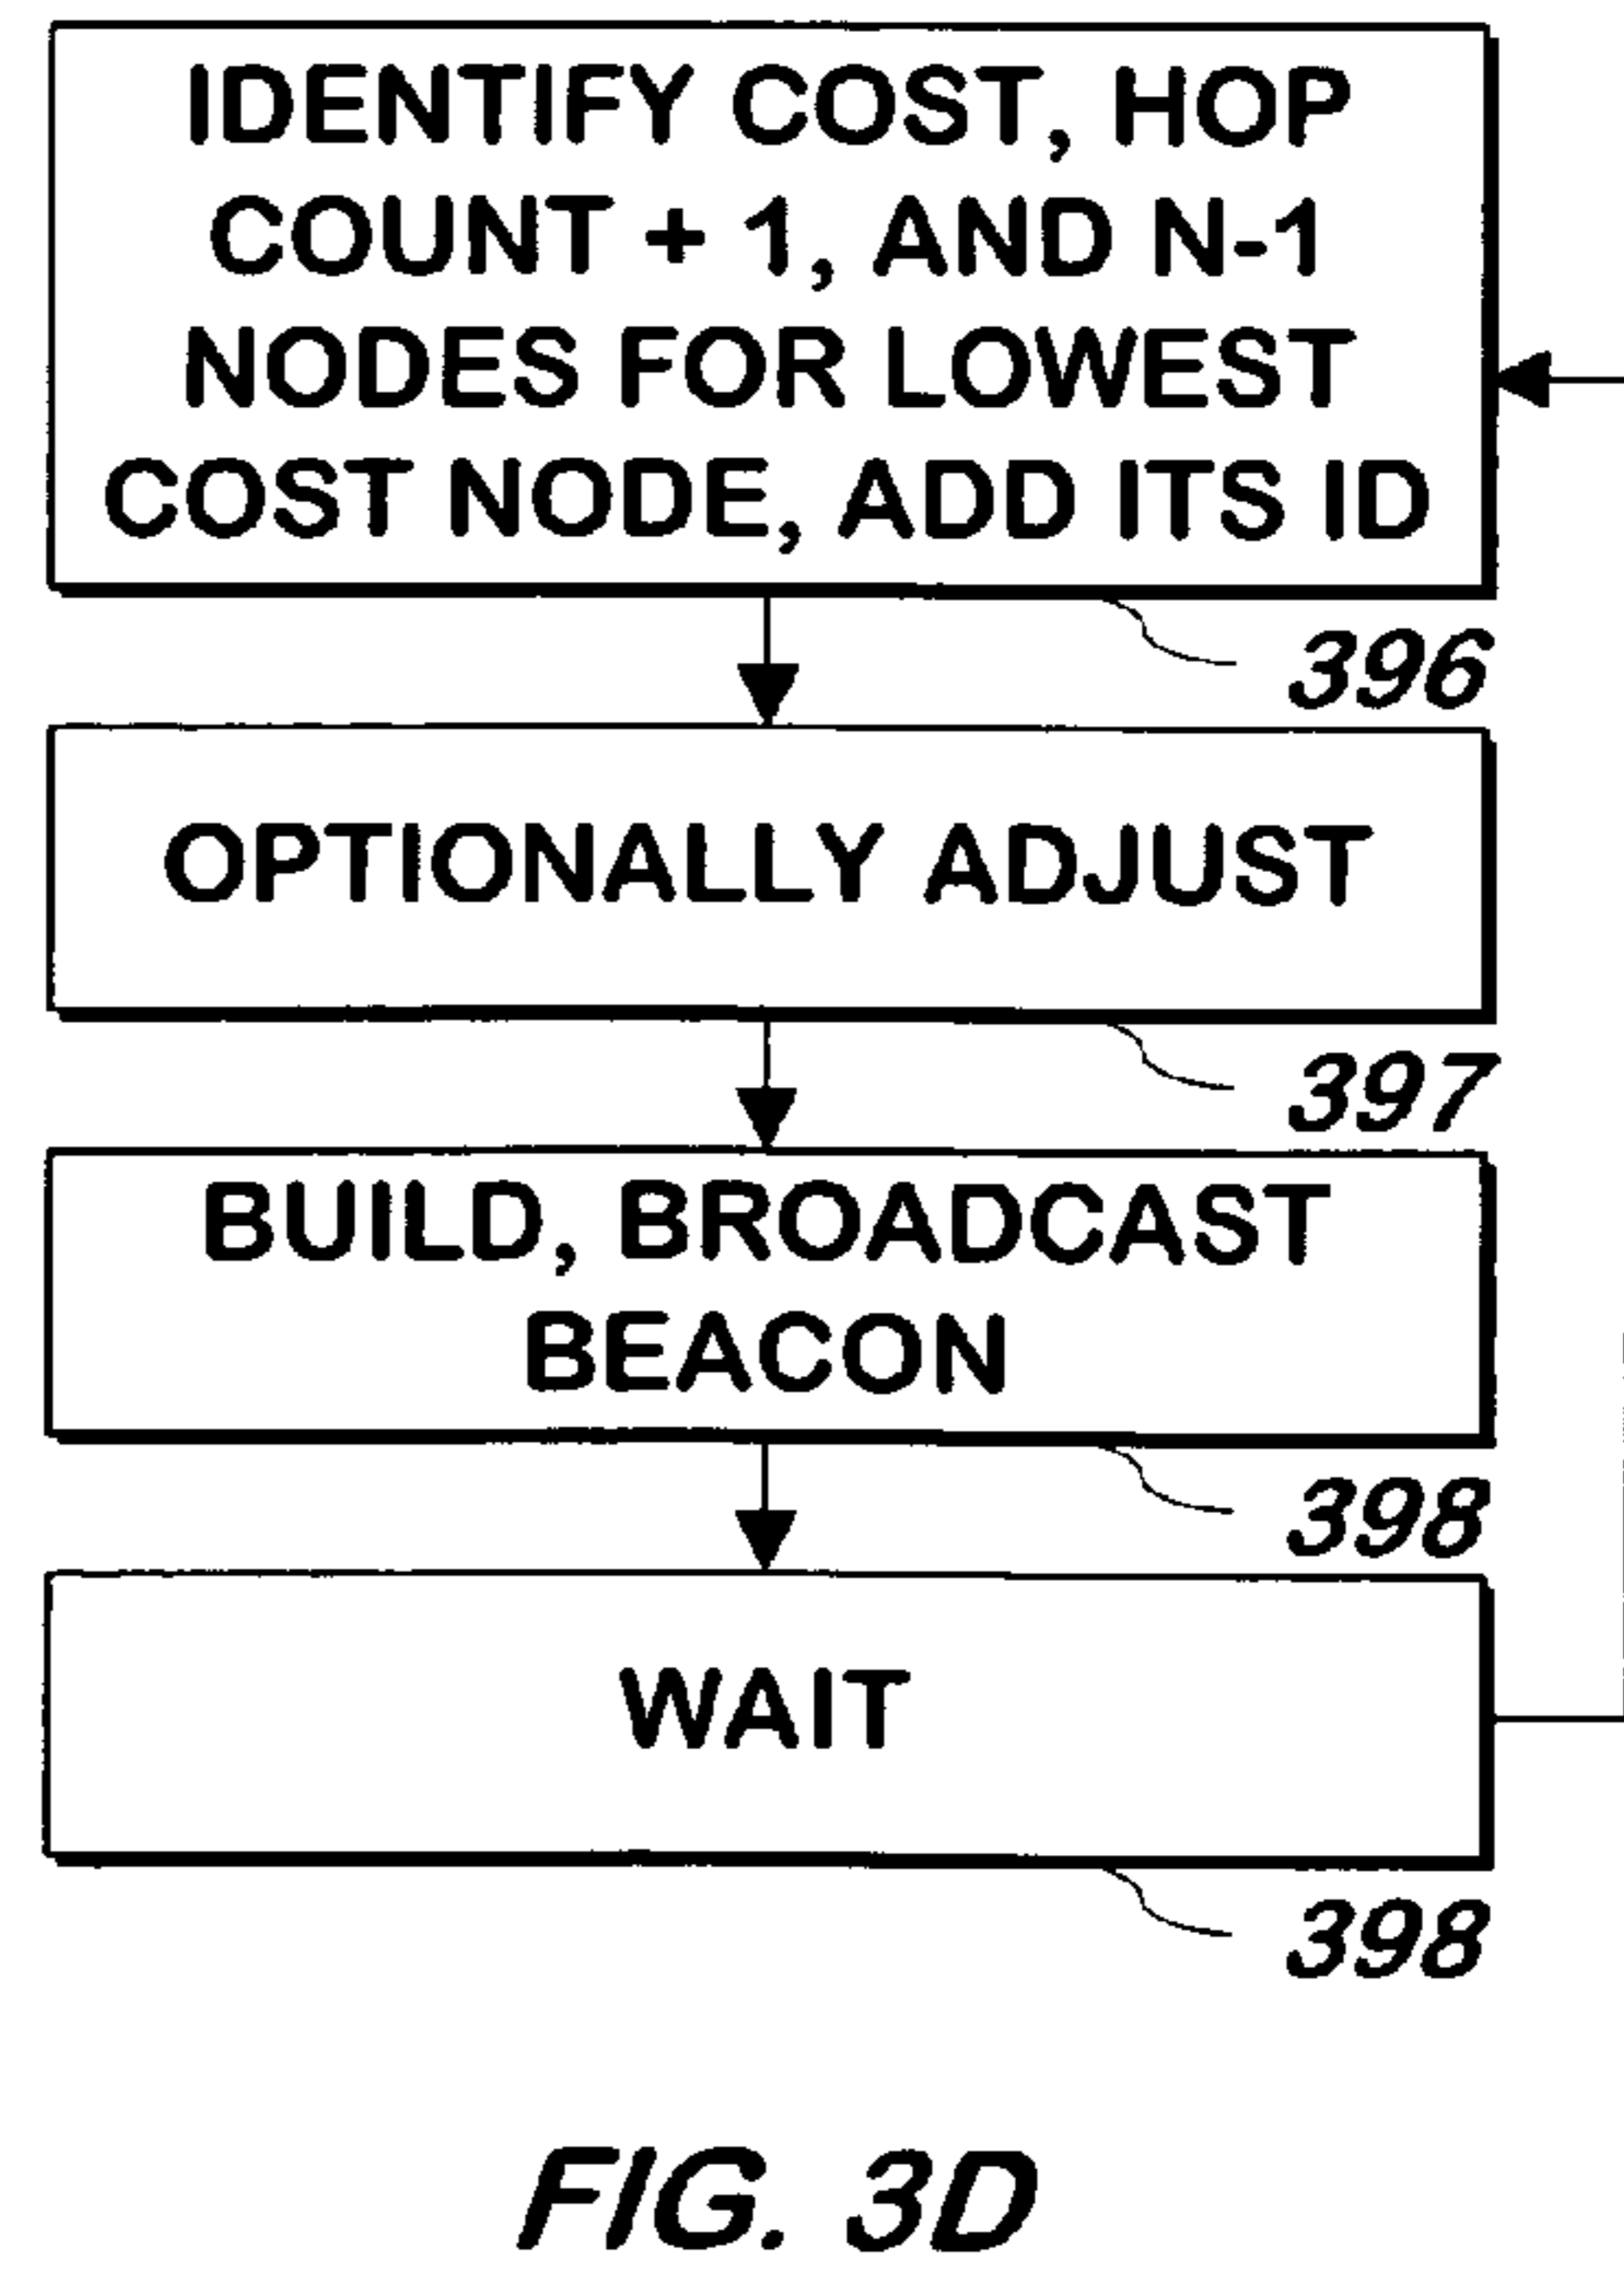 IDENTIFY COST, HOP
COUNT + 1, AND N-1
NODES FOR LOWEST
COST NODE, ADD ITS ID
396
OPTIONALLY ADJUST
397
BUILD, BROADCAST
BEACON
398
WAIT
398
FIG. 3D